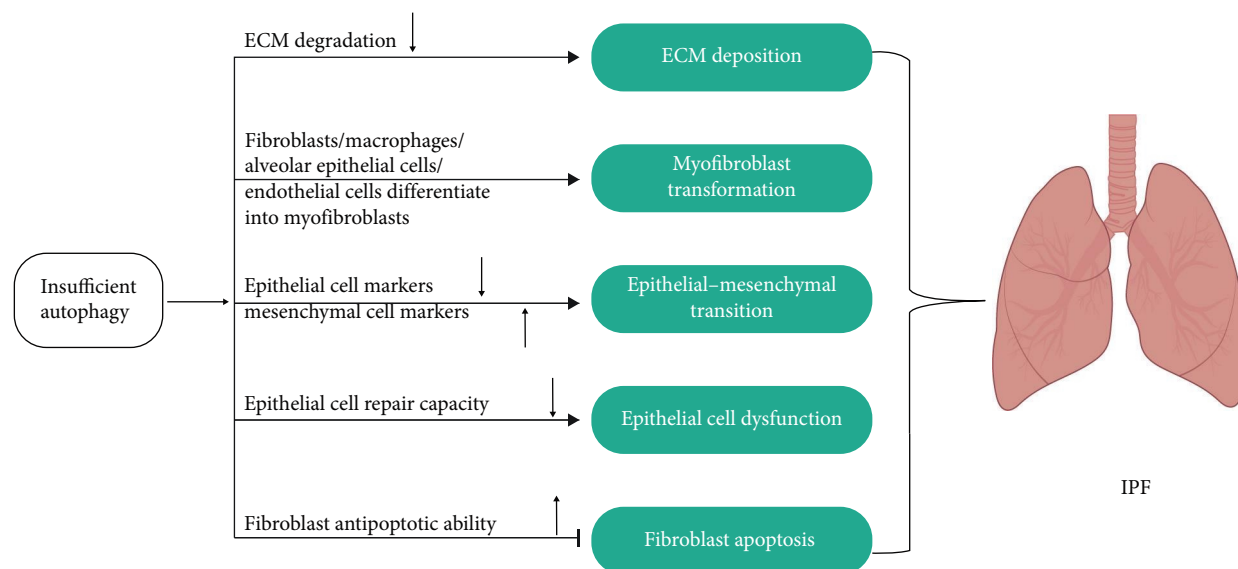 Insufficient
autophagy
ECM degradation
ECM deposition
Fibroblasts/macrophages/
alveolar epithelial cells/
endothelial cells differentiate
into myofibroblasts
Myofibroblast
transformation
Epithelial cell markers
mesenchymal cell markers
Epithelial–mesenchymal
transition
Epithelial cell repair capacity
Epithelial cell dysfunction
Fibroblast antipoptotic ability
Fibroblast apoptosis
IPF